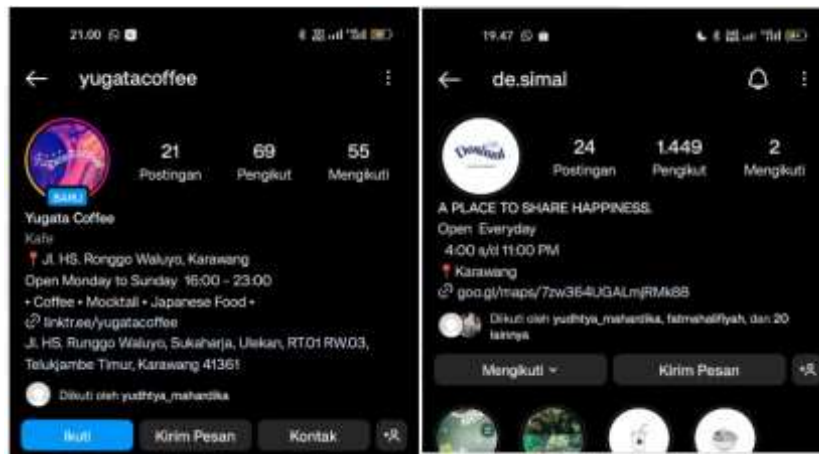 21.00
yugatacoffee
21 69 55
Postingan Pengikut Mengikuti
BARU
Yugata Coffee
Kafe
Jl. HS. Ronggo Waluyo, Karawang
Open Monday to Sunday 16:00 - 23:00
• Coffee • Mocktail • Japanese Food •
linktr.ee/yugatacoffee
Jl. HS. Runggo Waluyo, Sukaharja, Ulekan, RT.01 RW.03,
Telukjambe Timur, Karawang 41361
Diikuti oleh yudhtya_mahardika
Ikuti Kirim Pesan Kontak
19.47
de.simal
24 1.449 2
Postingan Pengikut Mengikuti
A PLACE TO SHARE HAPPINESS.
Open Everyday
4:00 s/d 11:00 PM
Karawang
goo.gl/maps/7zw364UGALmjRMk88
Diikuti oleh yudhtya_mahardika, fatmahalifiyah, dan 20
lainnya
Mengikuti Kirim Pesan